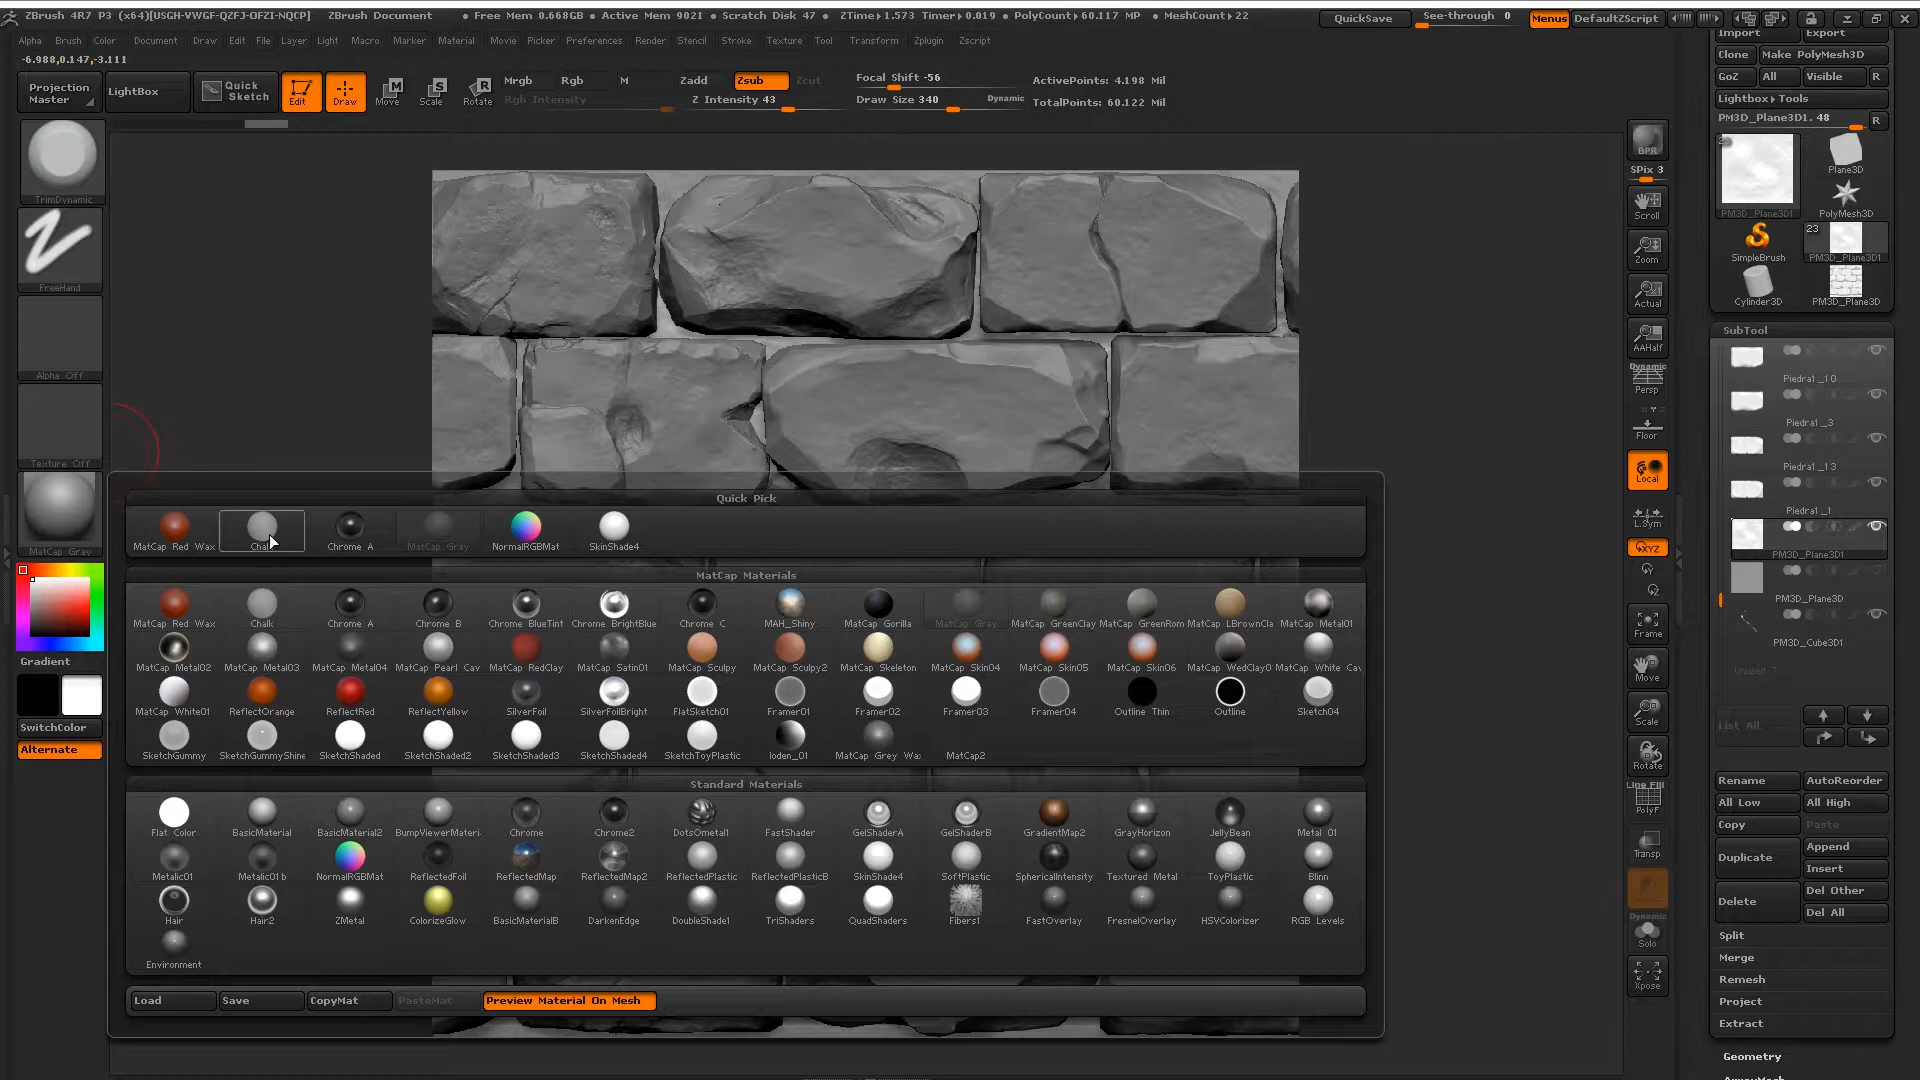 ZBrush 4R7 P3 (x64)[USGH-VWGF-QZFJ-OFZI-NQCP] ZBrush Document • Free Mem 0.668GB • Active Mem 9021 • Scratch Disk 47 • ZTime▸1.573 Timer▸0.019 • PolyCount▸60.117 MP • MeshCount▸22 QuickSave See-through 0 Menus DefaultZScript
Alpha Brush Color Document Draw Edit File Layer Light Macro Marker Material Movie Picker Preferences Render Stencil Stroke Texture Tool Transform Zplugin Zscript
-6.988,0.147,-3.111
Projection Master LightBox Quick Sketch Edit Draw Move Scale Rotate
Mrgb Rgb M Zadd Zsub Zcut
Rgb Intensity Z Intensity 43
Focal Shift -56
Draw Size 340 Dynamic
ActivePoints: 4.198 Mil
TotalPoints: 60.122 Mil
TrimDynamic
FreeHand
Alpha Off
Texture Off
MatCap Gray
Gradient
SwitchColor
Alternate
Quick Pick
MatCap Red Wax Chalk Chrome A MatCap Gray NormalRGBMat SkinShade4
MatCap Materials
MatCap Red Wax Chalk Chrome A Chrome B Chrome BlueTint Chrome BrightBlue Chrome C MAH_Shiny MatCap Gorilla MatCap Gray MatCap GreenClay MatCap GreenRom MatCap LBrownCla MatCap Metal01
MatCap Metal02 MatCap Metal03 MatCap Metal04 MatCap Pearl Cav MatCap RedClay MatCap Satin01 MatCap Sculpy MatCap Sculpy2 MatCap Skeleton MatCap Skin04 MatCap Skin05 MatCap Skin06 MatCap WedClay0 MatCap White Cav
MatCap White01 ReflectOrange ReflectRed ReflectYellow SilverFoil SilverFoilBright FlatSketch01 Framer01 Framer02 Framer03 Framer04 Outline Thin Outline Sketch04
SketchGummy SketchGummyShine SketchShaded SketchShaded2 SketchShaded3 SketchShaded4 SketchToyPlastic loden_01 MatCap Grey Wax MatCap2
Standard Materials
Flat Color BasicMaterial BasicMaterial2 BumpViewerMateri Chrome Chrome2 DotsOmetal1 FastShader GelShaderA GelShaderB GradientMap2 GrayHorizon JellyBean Metal 01
Metalic01 Metalic01b NormalRGBMat ReflectedFoil ReflectedMap ReflectedMap2 ReflectedPlastic ReflectedPlasticB SkinShade4 SoftPlastic SphericalIntensity Textured Metal ToyPlastic Blinn
Hair Hair2 ZMetal ColorizeGlow BasicMaterialB DarkenEdge DoubleShade1 TriShaders QuadShaders Fibers1 FastOverlay FresnelOverlay HSVColorizer RGB Levels
Environment
Load Save CopyMat PasteMat Preview Material On Mesh
BPR
SPix 3
Scroll
Zoom
Actual
AAHalf
Dynamic
Persp
Floor
Local
L.Sym
XYZ
Frame
Move
Scale
Rotate
Line Fill
PolyF
Transp
Dynamic
Solo
Xpose
Import Export
Clone Make PolyMesh3D
GoZ All Visible R
Lightbox▸Tools
PM3D_Plane3D1. 48 R
23
Plane3D
PM3D_Plane3D1 PolyMesh3D
23
SimpleBrush PM3D_Plane3D1
Cylinder3D PM3D_Plane3D
SubTool
Piedra1_10
Piedra1_3
Piedra1_13
Piedra1_1
PM3D_Plane3D1
PM3D_Plane3D
PM3D_Cube3D1
List All
Rename AutoReorder
All Low All High
Copy Paste
Duplicate Append
Insert
Delete Del Other
Del All
Split
Merge
Remesh
Project
Extract
Geometry
ArrayMesh